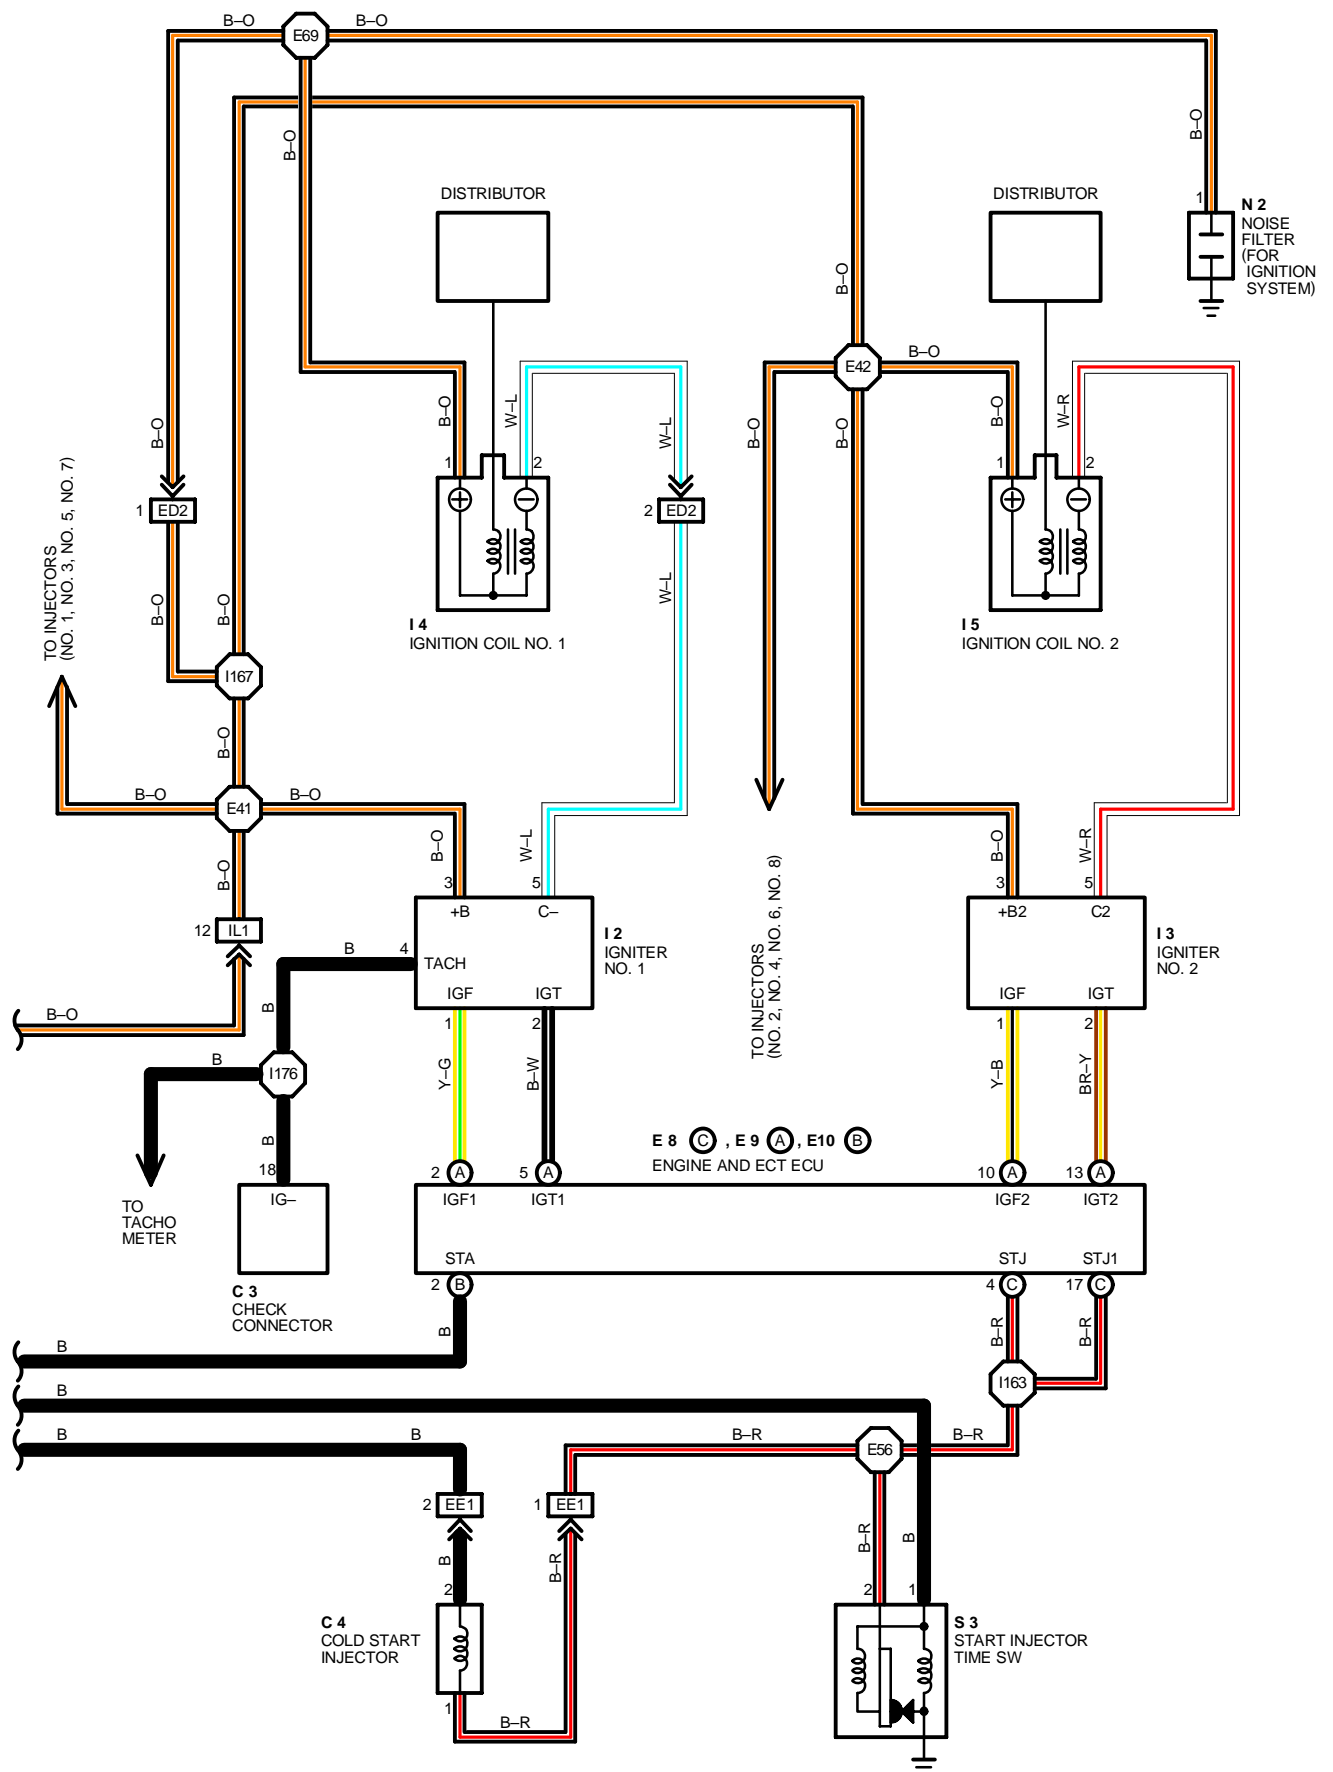 B–O
B–O
E69
B–O
B–O
DISTRIBUTOR
DISTRIBUTOR
1
N 2
NOISE
FILTER
(FOR
IGNITION
SYSTEM)
B–O
E42
B–O
B–O
B–O
W–L
W–L
B–O
B–O
B–O
W–R
1
2
1
2
1
ED2
2
ED2
TO INJECTORS
(NO. 1, NO. 3, NO. 5, NO. 7)
B–O
B–O
W–L
I 4
IGNITION COIL NO. 1
I 5
IGNITION COIL NO. 2
I167
B–O
B–O
B–O
E41
B–O
B–O
W–L
B–O
W–R
3
5
3
5
TO INJECTORS
(NO. 2, NO. 4, NO. 6, NO. 8)
12
IL1
+B
C–
I 2
IGNITER
NO. 1
+B2
C2
I 3
IGNITER
NO. 2
B
4
TACH
IGF
IGT
IGF
IGT
B–O
B
1
2
1
2
B
I176
Y–G
B–W
Y–B
BR–Y
B
E 8 C , E 9 A , E10 B
ENGINE AND ECT ECU
18
2
A
5
A
10
A
13
A
TO
TACHO
METER
IG–
IGF1
IGT1
IGF2
IGT2
STA
STJ
STJ1
C 3
CHECK
CONNECTOR
2
B
4
C
17
C
B
B–R
B–R
B
I163
B
B
B
B–R
E56
B–R
2
EE1
1
EE1
B
B–R
B–R
B
2
2
1
C 4
COLD START
INJECTOR
S 3
START INJECTOR
TIME SW
1
B–R